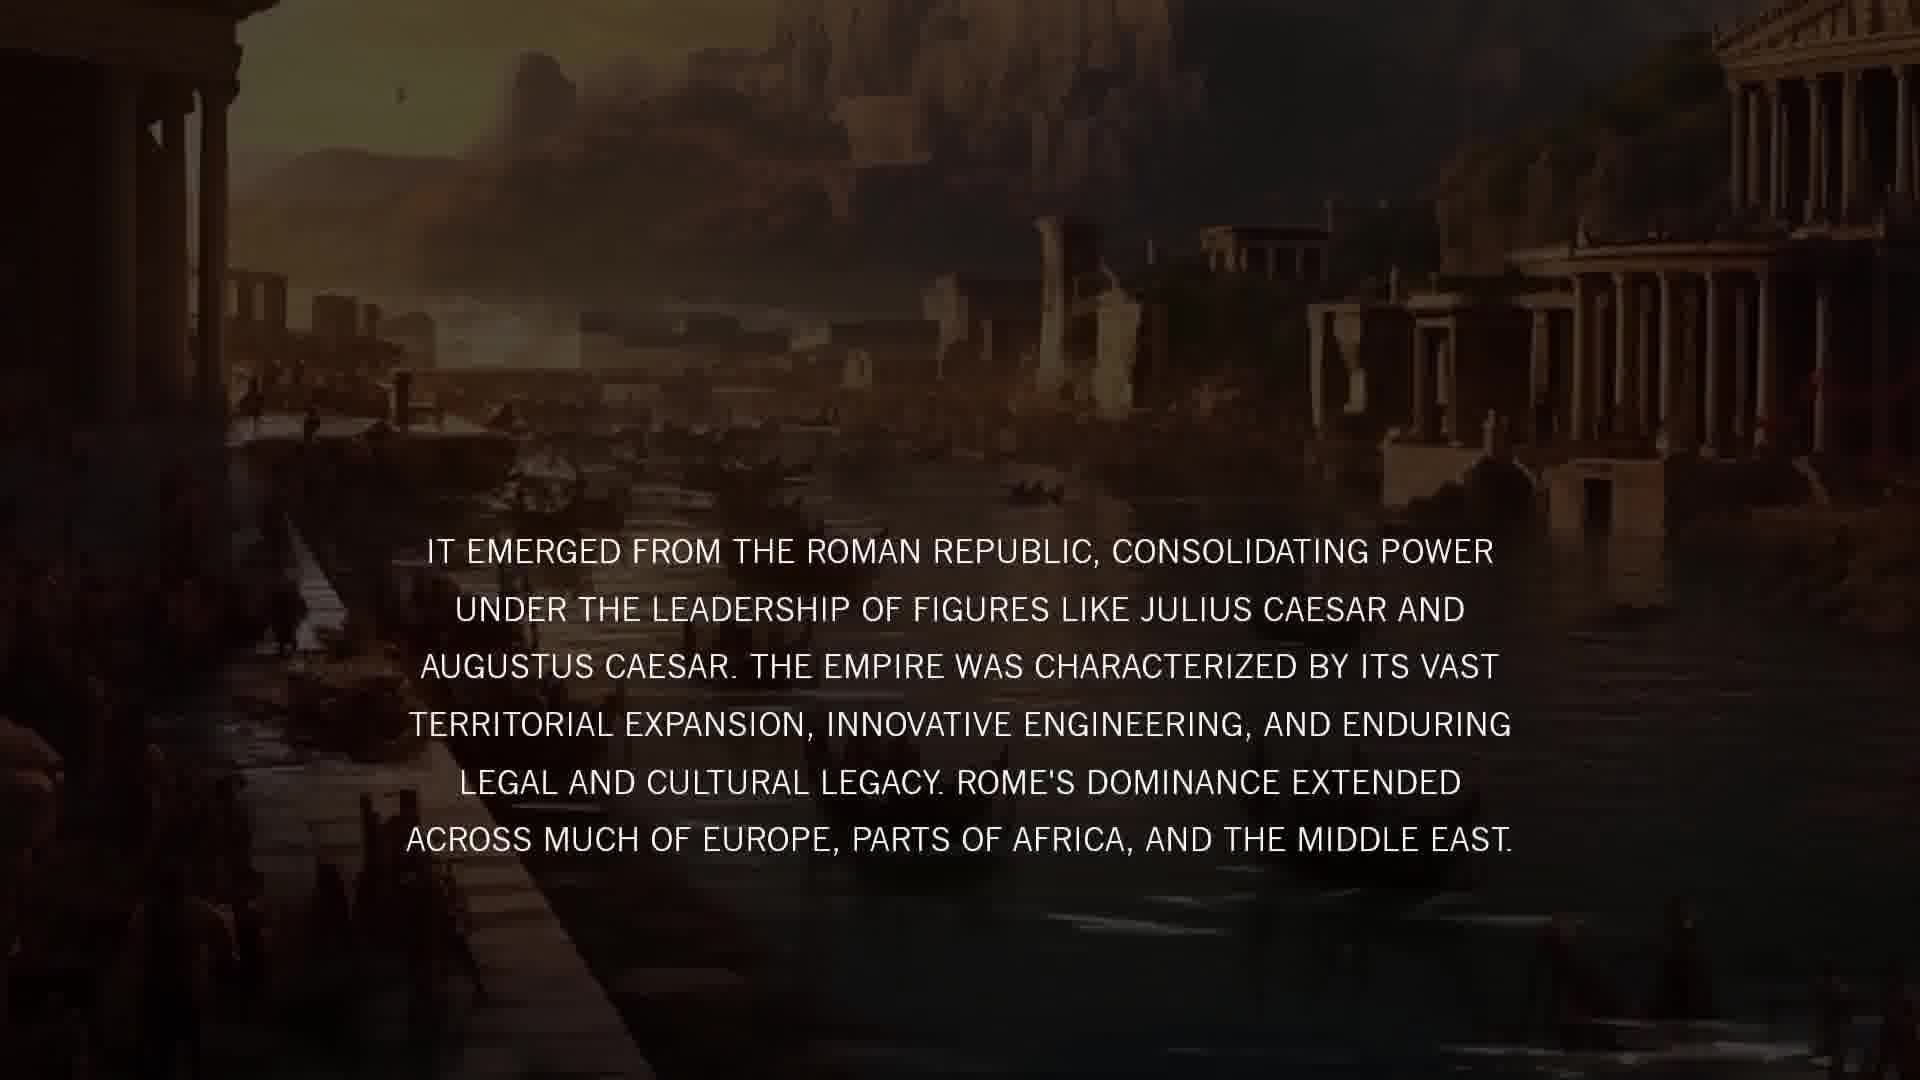 IT EMERGED FROM THE ROMAN REPUBLIC, CONSOLIDATING POWER
UNDER THE LEADERSHIP OF FIGURES LIKE JULIUS CAESAR AND
AUGUSTUS CAESAR. THE EMPIRE WAS CHARACTERIZED BY ITS VAST
TERRITORIAL EXPANSION, INNOVATIVE ENGINEERING, AND ENDURING
LEGAL AND CULTURAL LEGACY. ROME'S DOMINANCE EXTENDED
ACROSS MUCH OF EUROPE, PARTS OF AFRICA, AND THE MIDDLE EAST.